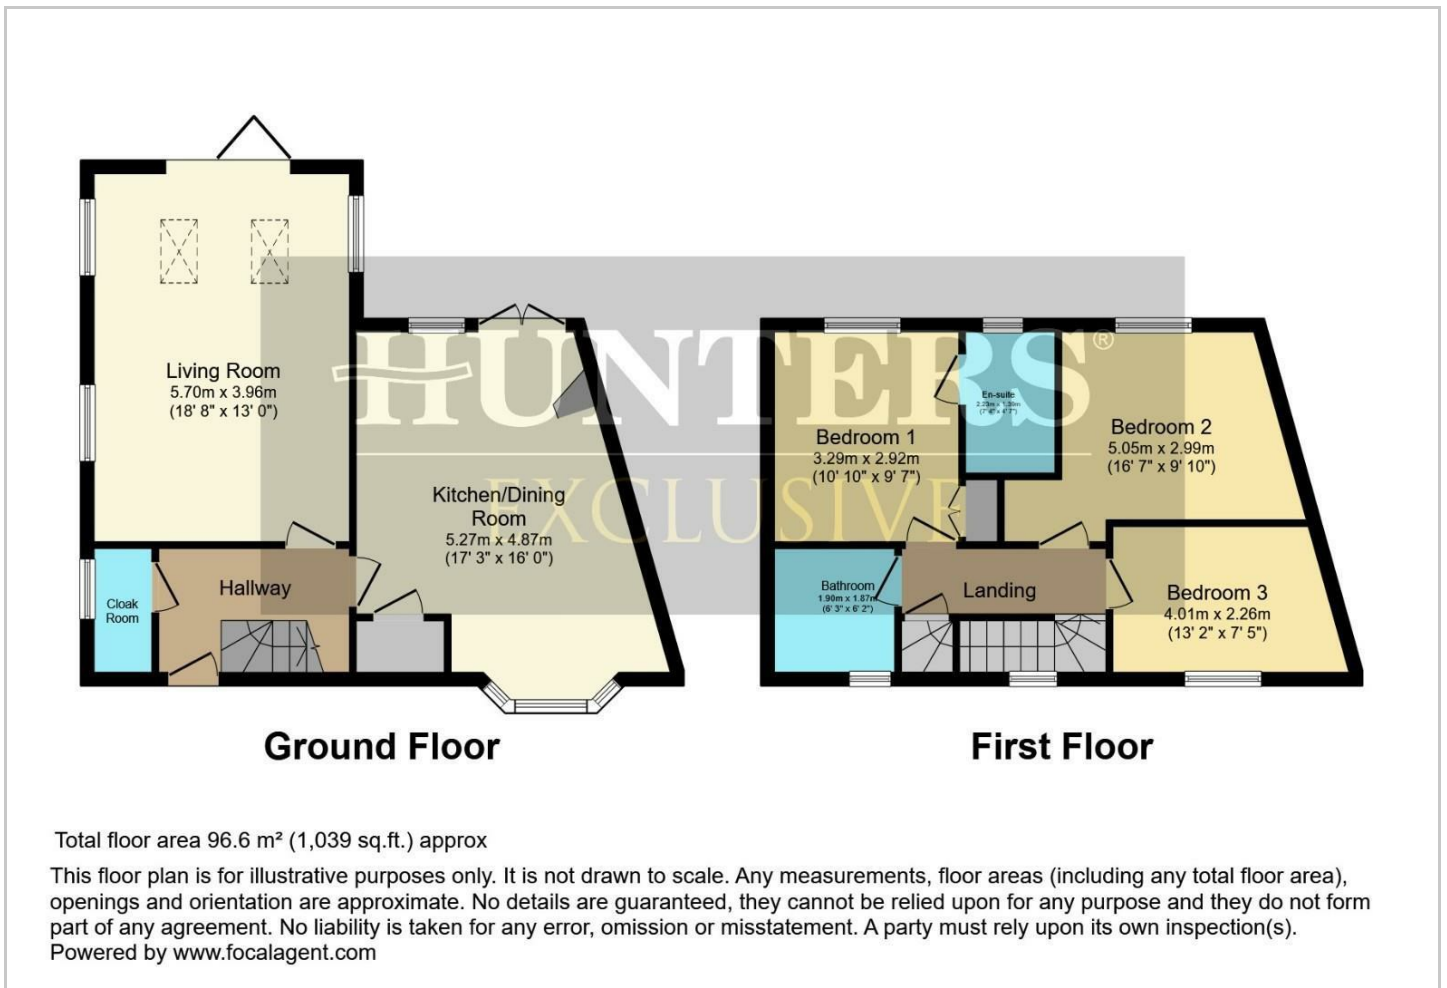 HUNTERS®
EXCLUSIVE
Living Room
5.70m x 3.96m
(18' 8" x 13' 0")
Kitchen/Dining
Room
5.27m x 4.87m
(17' 3" x 16' 0")
Cloak
Room
Hallway
Ground Floor
Bedroom 1
3.29m x 2.92m
(10' 10" x 9' 7")
En-suite
Bedroom 2
5.05m x 2.99m
(16' 7" x 9' 10")
Bathroom
1.90m x 1.87m
(6' 3" x 6' 2")
Landing
Bedroom 3
4.01m x 2.26m
(13' 2" x 7' 5")
First Floor
Total floor area 96.6 m² (1,039 sq.ft.) approx
This floor plan is for illustrative purposes only. It is not drawn to scale. Any measurements, floor areas (including any total floor area),
openings and orientation are approximate. No details are guaranteed, they cannot be relied upon for any purpose and they do not form
part of any agreement. No liability is taken for any error, omission or misstatement. A party must rely upon its own inspection(s).
Powered by www.focalagent.com